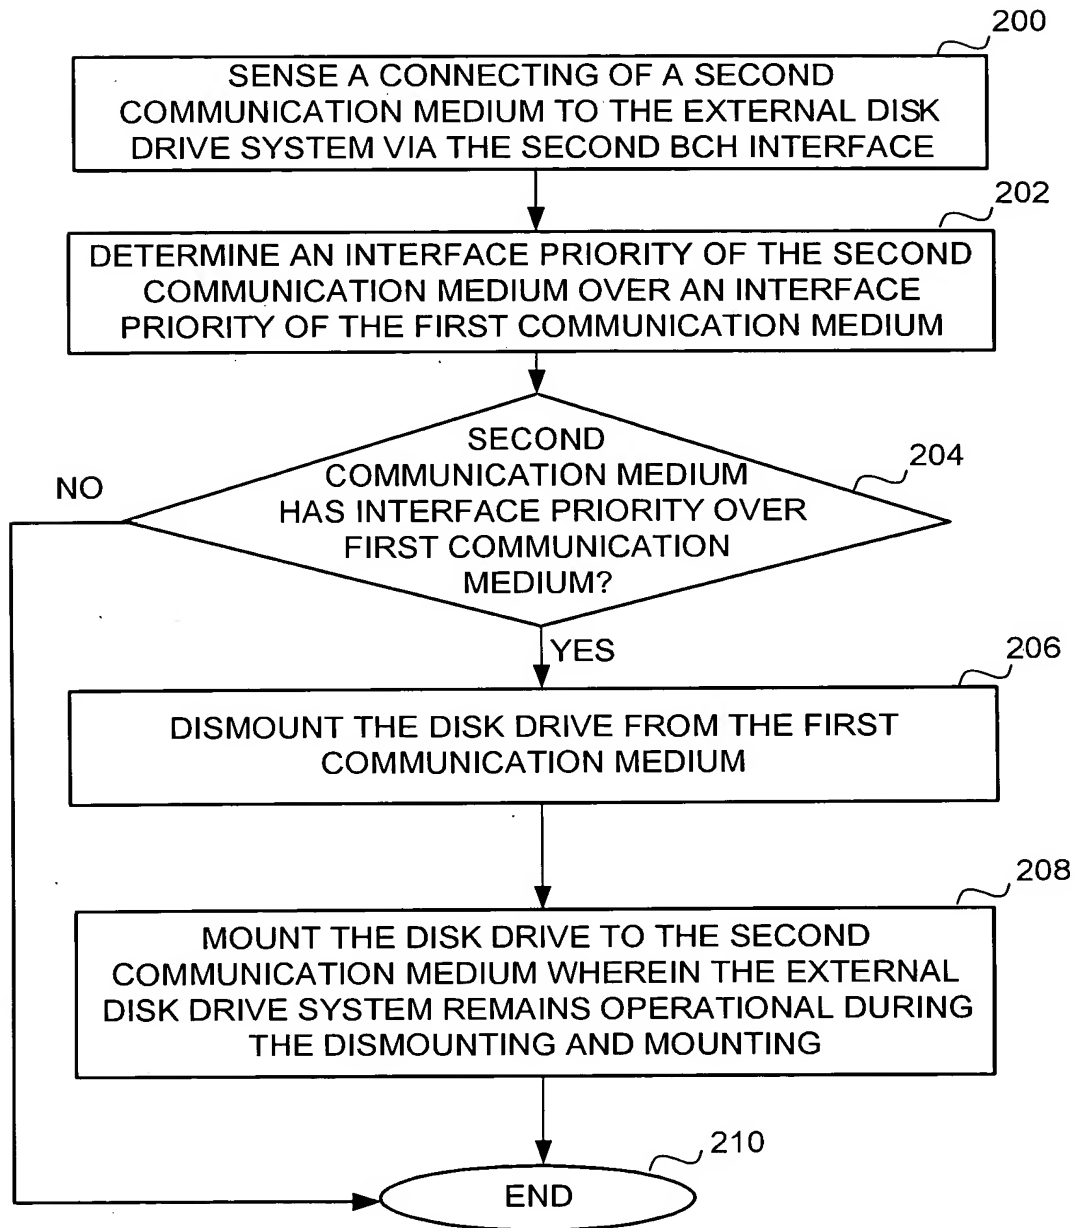 200
SENSE A CONNECTING OF A SECOND
COMMUNICATION MEDIUM TO THE EXTERNAL DISK
DRIVE SYSTEM VIA THE SECOND BCH INTERFACE
202
DETERMINE AN INTERFACE PRIORITY OF THE SECOND
COMMUNICATION MEDIUM OVER AN INTERFACE
PRIORITY OF THE FIRST COMMUNICATION MEDIUM
204
SECOND
COMMUNICATION MEDIUM
HAS INTERFACE PRIORITY OVER
FIRST COMMUNICATION
MEDIUM?
NO
YES
206
DISMOUNT THE DISK DRIVE FROM THE FIRST
COMMUNICATION MEDIUM
208
MOUNT THE DISK DRIVE TO THE SECOND
COMMUNICATION MEDIUM WHEREIN THE EXTERNAL
DISK DRIVE SYSTEM REMAINS OPERATIONAL DURING
THE DISMOUNTING AND MOUNTING
210
END